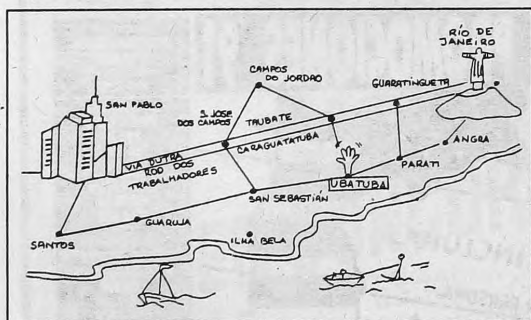 RÍO DE
JANEIRO
CAMPOS
DO JORDAO
GUARATINGUETA
SAN PABLO
S. JOSE
DOS CAMPOS
TAUBATE
CARAGUATATUBA
VIA DUTRA
ROD DOS
TRABALHADORES
ANGRA
PARATI
UBATUBA
SAN SEBASTIÁN
GUARUJA
SANTOS
ILHA BELA